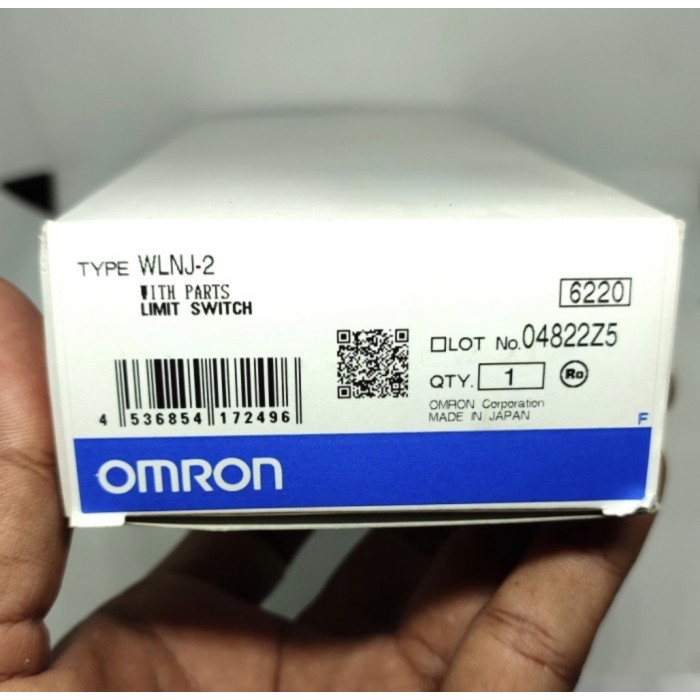 TYPE WLNJ-2
WITH PARTS
LIMIT SWITCH
6220
□LOT No.04822Z5
QTY. 1 Ro
4 536854 172496
OMRON Corporation
MADE IN JAPAN
F
OMRON